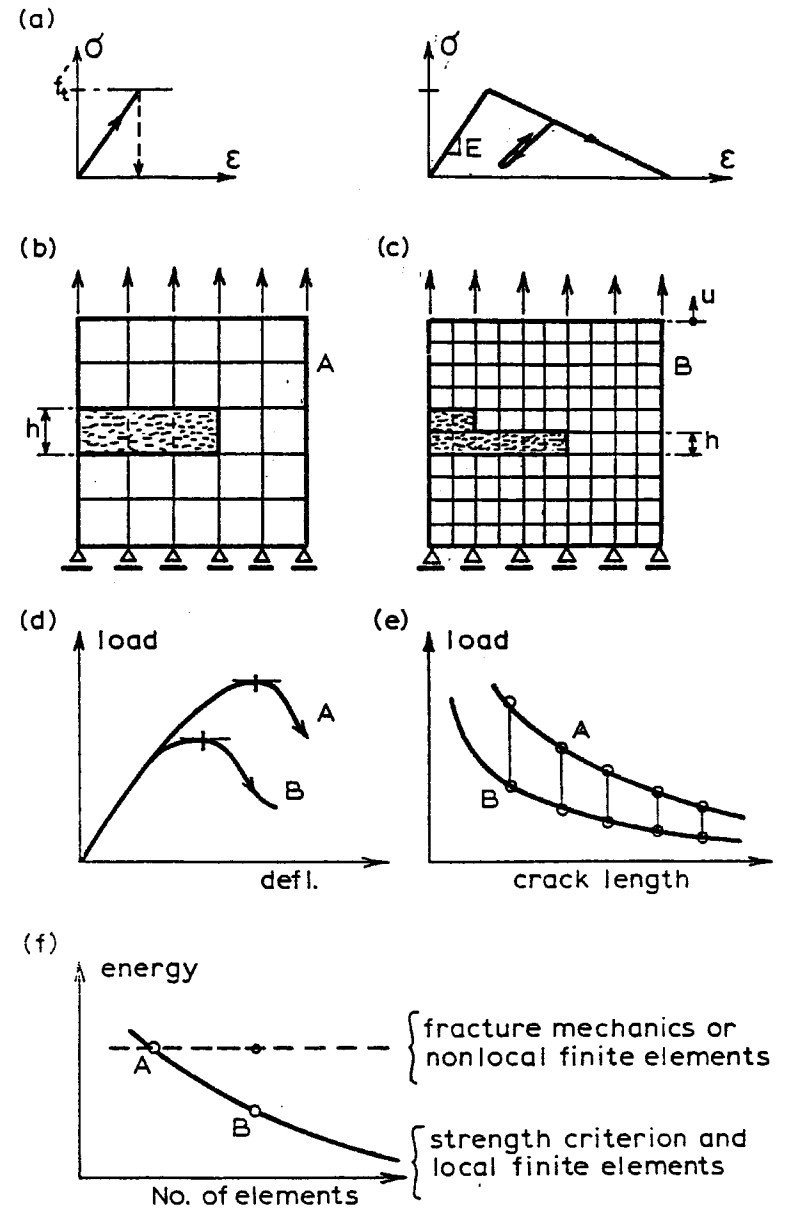 (a)
σ
f't
ε
σ
E
ε
(b)
A
h
(c)
u
B
h
(d)
load
A
B
defl.
(e)
load
A
B
crack length
(f)
energy
A
B
No. of elements
fracture mechanics or
nonlocal finite elements
strength criterion and
local finite elements